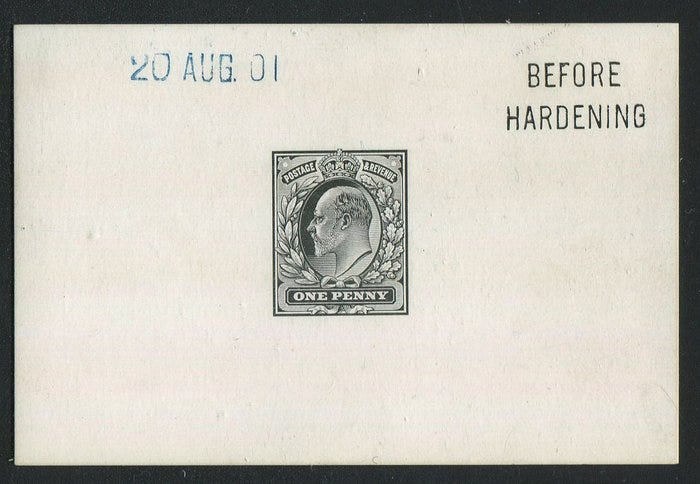 20 AUG. 01
BEFORE
HARDENING
POSTAGE & REVENUE
ONE PENNY